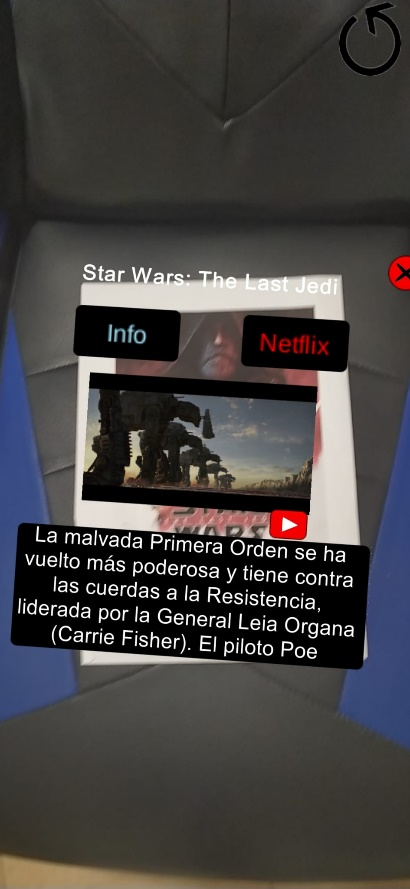 Star Wars: The Last Jedi
Info
Netflix
WARS
La malvada Primera Orden se ha
vuelto más poderosa y tiene contra
las cuerdas a la Resistencia,
liderada por la General Leia Organa
(Carrie Fisher). El piloto Poe